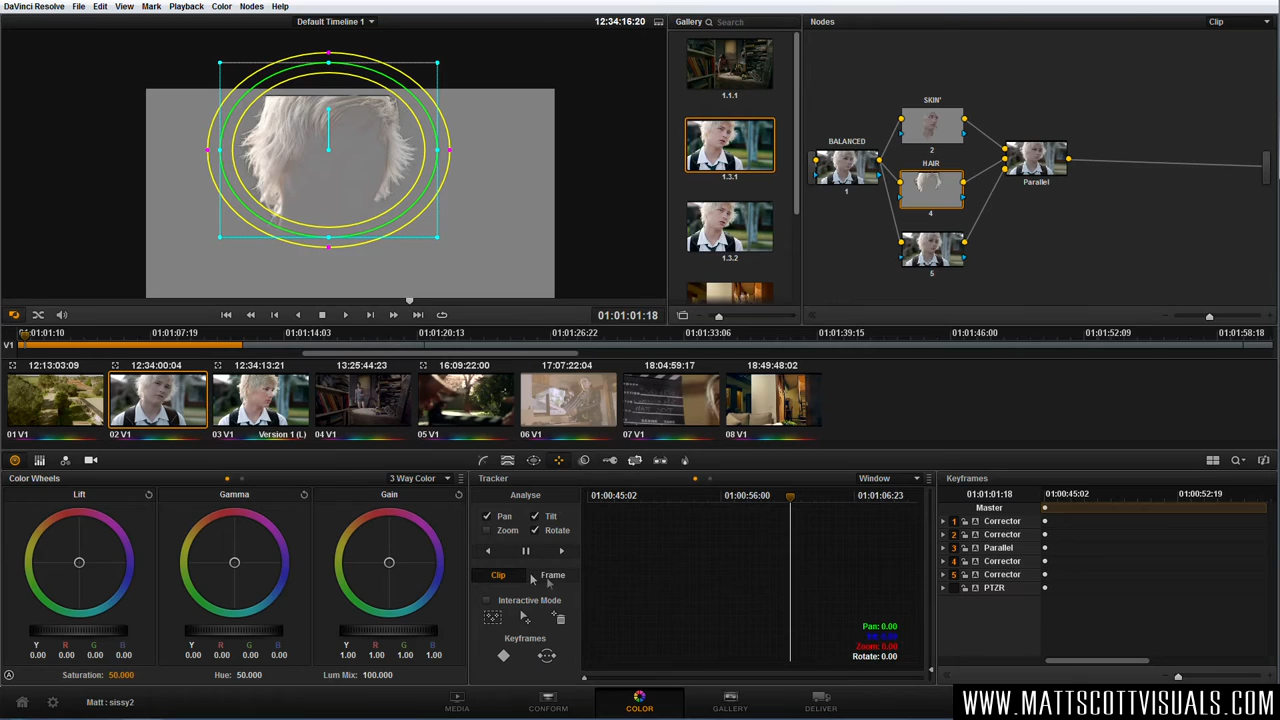 DaVinci Resolve File Edit View Mark Playback Color Nodes Help
Default Timeline 1 12:34:16:20 Gallery Search Nodes Clip
1.1.1
1.3.1
1.3.2
BALANCED
1
SKIN'
2
HAIR
4
5
Parallel
01:01:01:18
01:01:01:10 01:01:07:19 01:01:14:03 01:01:20:13 01:01:26:22 01:01:33:06 01:01:39:15 01:01:46:00 01:01:52:09 01:01:58:18
V1
12:13:03:09 12:34:00:04 12:34:13:21 13:25:44:23 16:09:22:00 17:07:22:04 18:04:59:17 18:49:48:02
01 V1 02 V1 03 V1 Version 1 (L) 04 V1 05 V1 06 V1 07 V1 08 V1
Color Wheels 3 Way Color Tracker Window Keyframes
Lift Gamma Gain
Y R G B Y R G B Y R G B
0.00 0.00 0.00 0.00 0.00 0.00 0.00 0.00 1.00 1.00 1.00 1.00
Saturation: 50.000 Hue: 50.000 Lum Mix: 100.000
Analyse
Pan Tilt
Zoom Rotate
Clip Frame
Interactive Mode
Keyframes
01:00:45:02 01:00:56:00 01:01:06:23
Pan: 0.00
Zoom: 0.00
Rotate: 0.00
01:01:01:18 01:00:45:02 01:00:52:19
Master
1 Corrector
2 Corrector
3 Parallel
4 Corrector
5 Corrector
PTZR
Matt : sissy2
MEDIA CONFORM COLOR GALLERY DELIVER
WWW.MATTSCOTTVISUALS.COM